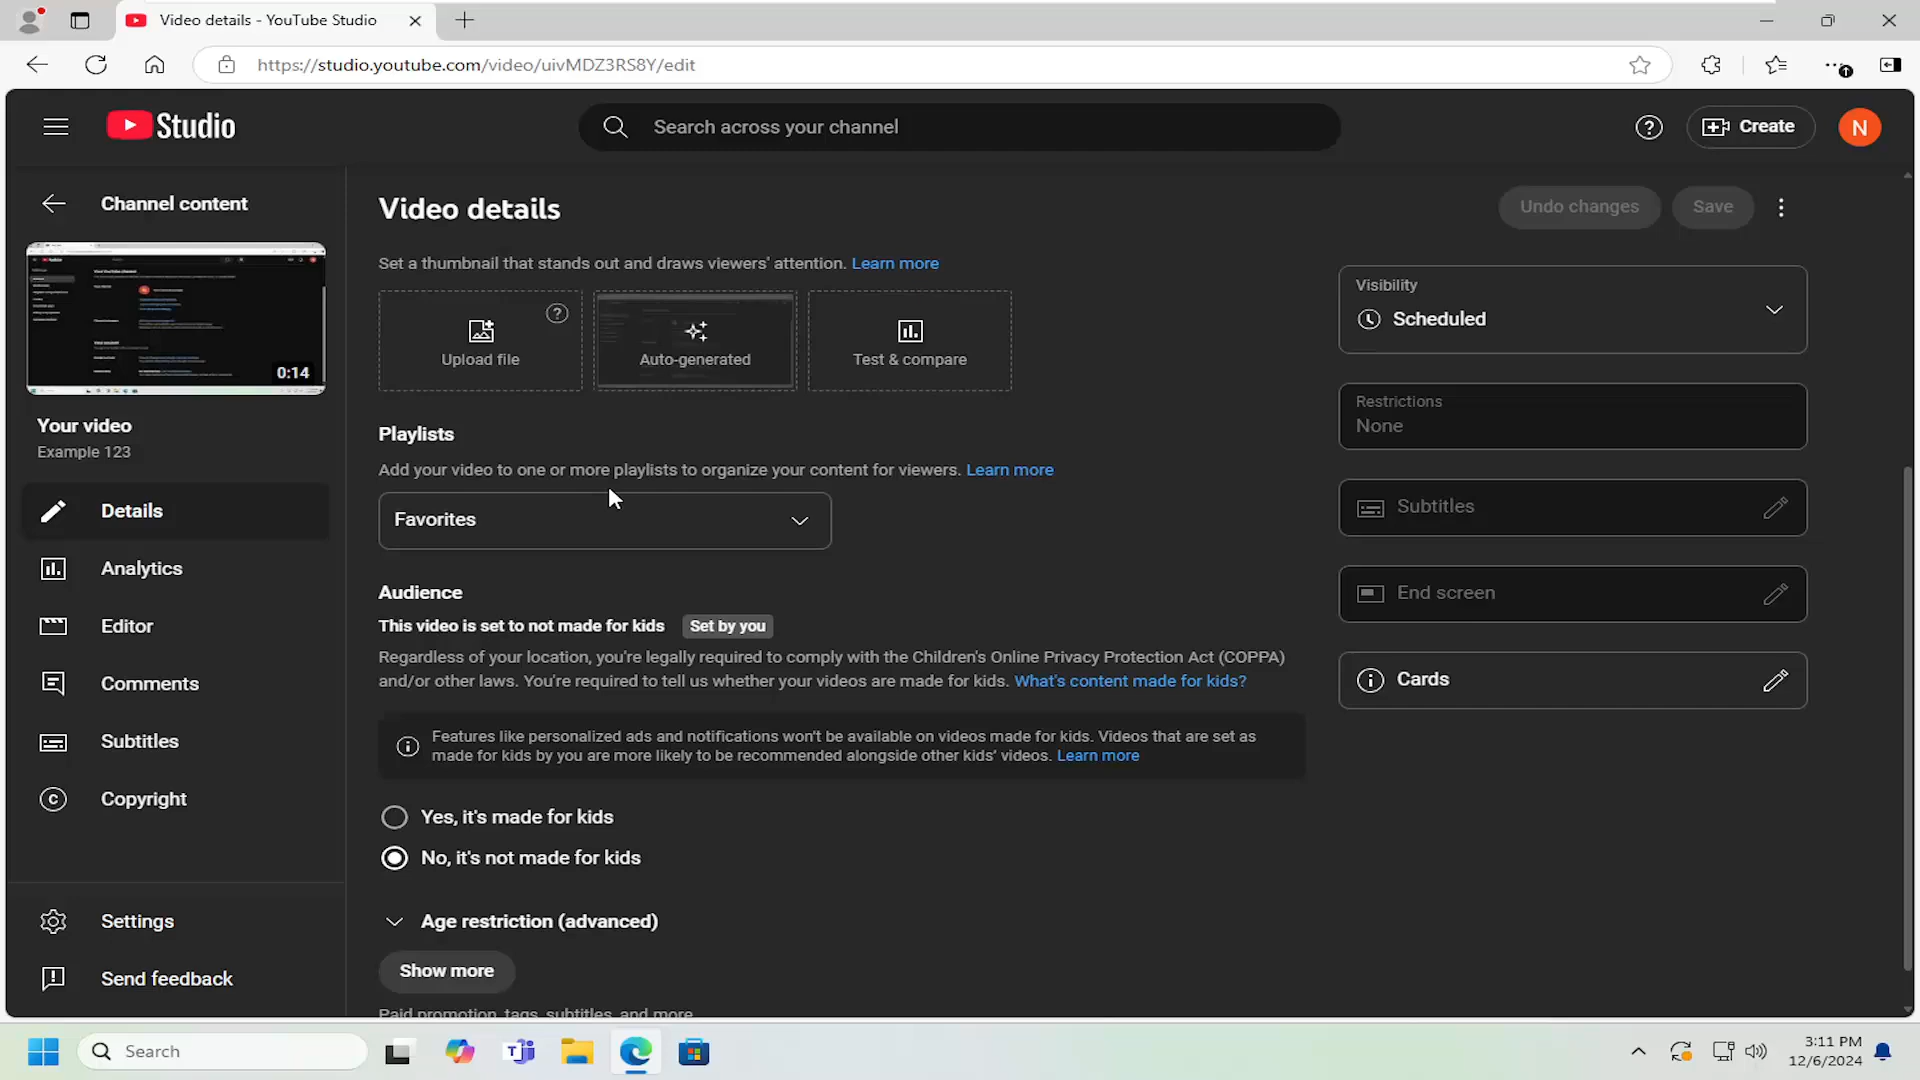 Video details - YouTube Studio
https://studio.youtube.com/video/uivMDZ3RS8Y/edit
Studio
Search across your channel
Create
N
Channel content
0:14
Your video
Example 123
Details
Analytics
Editor
Comments
Subtitles
Copyright
Settings
Send feedback
Video details
Undo changes
Save
Set a thumbnail that stands out and draws viewers' attention. Learn more
Upload file
Auto-generated
Test & compare
Playlists
Add your video to one or more playlists to organize your content for viewers. Learn more
Favorites
Audience
This video is set to not made for kids
Set by you
Regardless of your location, you're legally required to comply with the Children's Online Privacy Protection Act (COPPA)
and/or other laws. You're required to tell us whether your videos are made for kids. What's content made for kids?
Features like personalized ads and notifications won't be available on videos made for kids. Videos that are set as
made for kids by you are more likely to be recommended alongside other kids' videos. Learn more
Yes, it's made for kids
No, it's not made for kids
Age restriction (advanced)
Show more
Paid promotion, tags, subtitles, and more
Visibility
Scheduled
Restrictions
None
Subtitles
End screen
Cards
Search
3:11 PM
12/6/2024